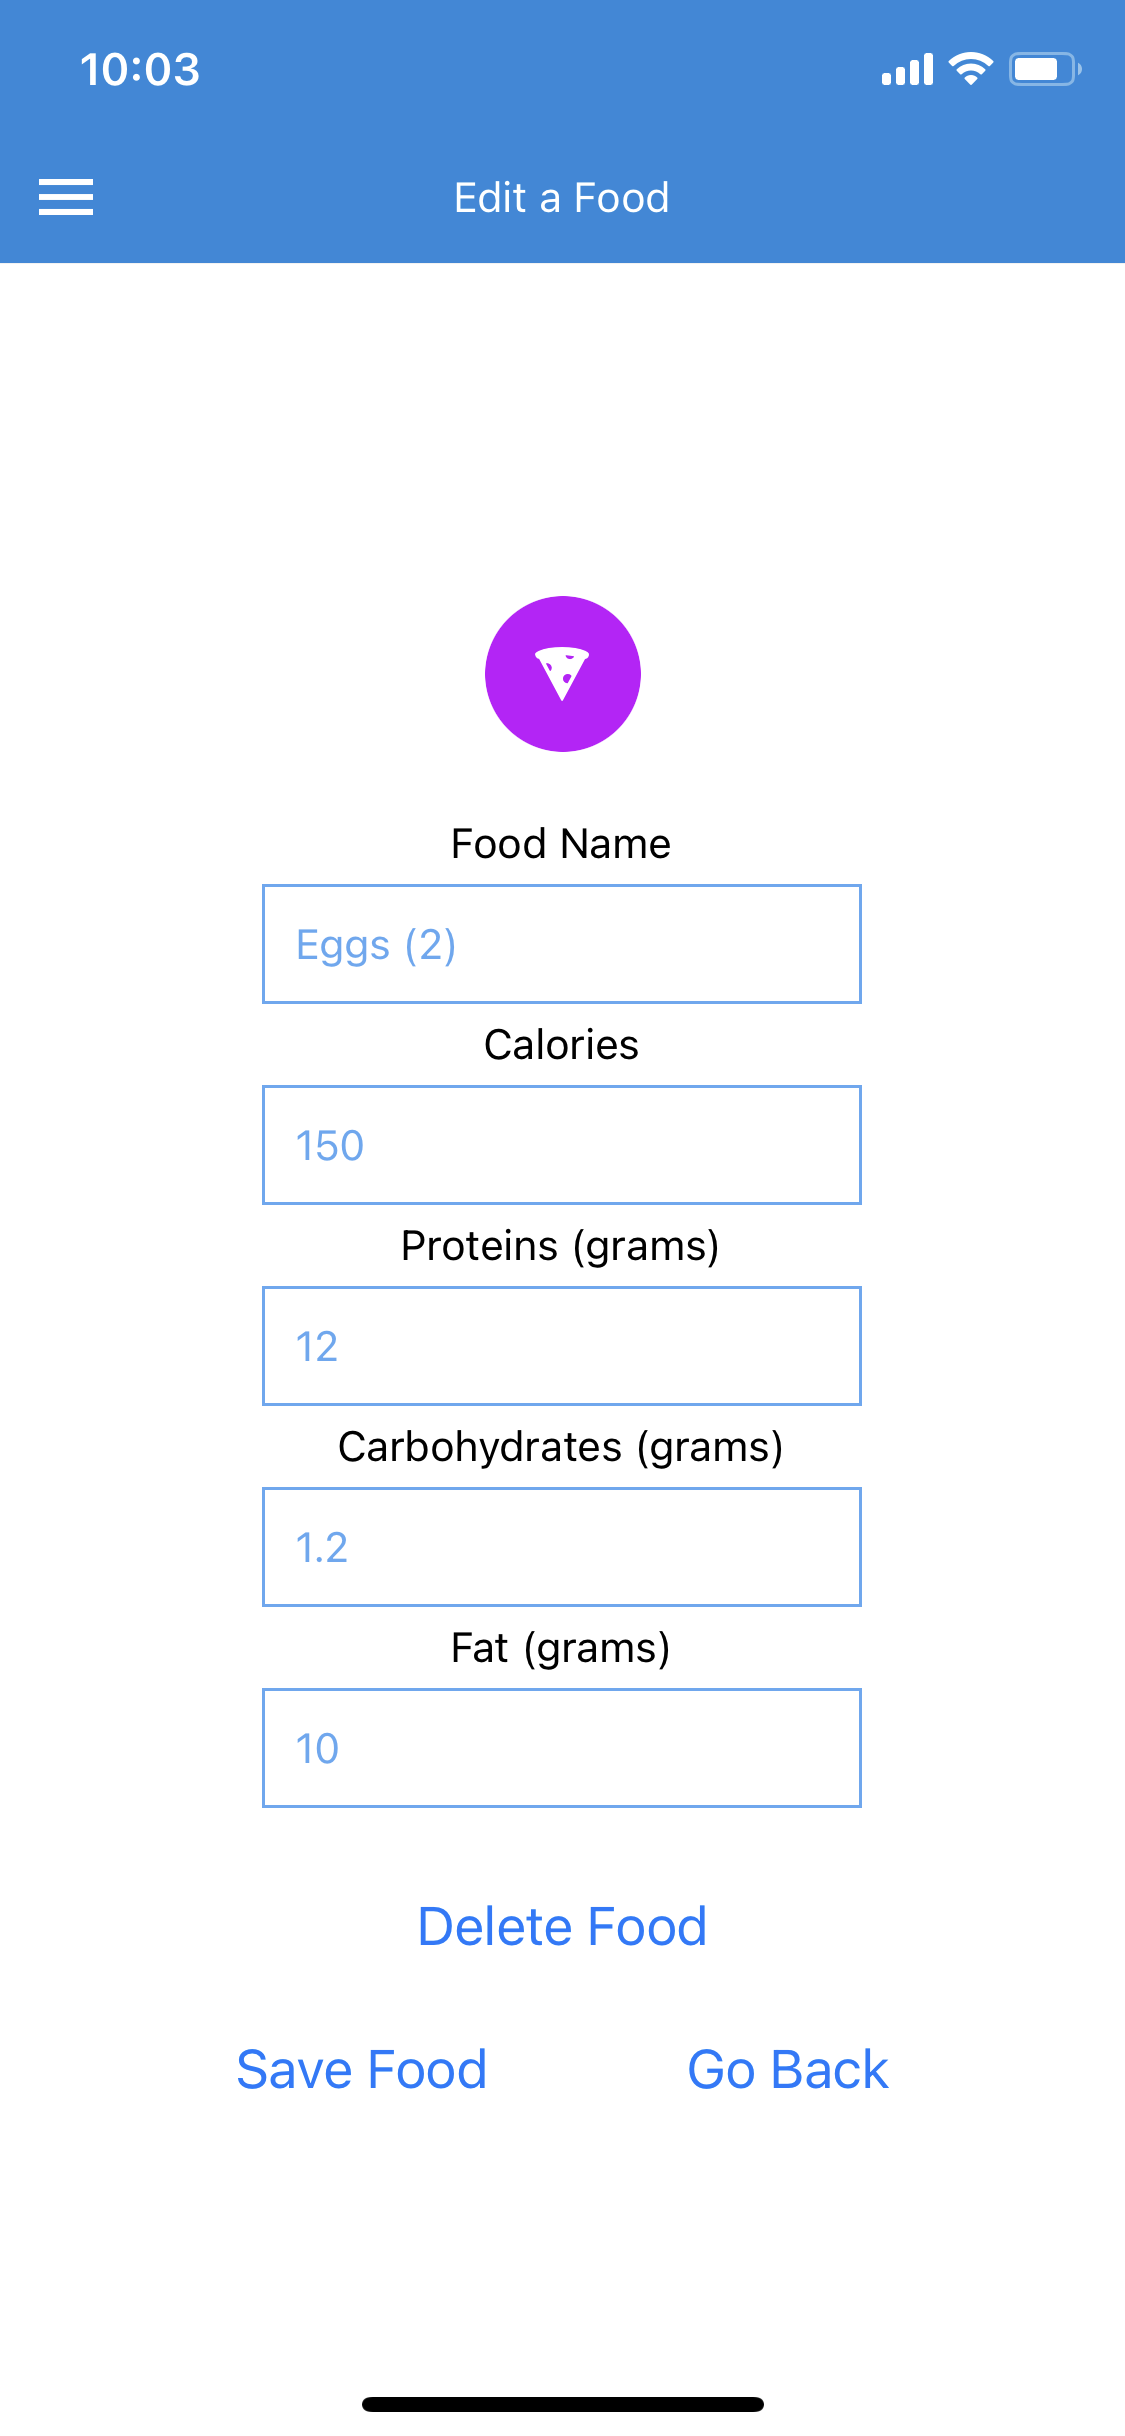 10:03
Edit a Food
Food Name
Eggs (2)
Calories
150
Proteins (grams)
12
Carbohydrates (grams)
1.2
Fat (grams)
10
Delete Food
Save Food Go Back